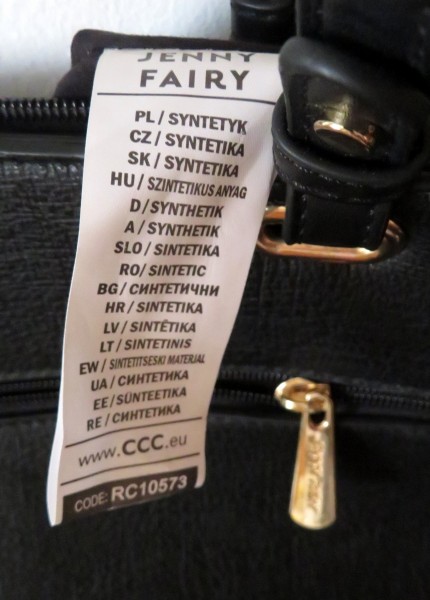 JENNY
FAIRY
PL / SYNTETYK
CZ / SYNTETIKA
SK / SYNTETIKA
HU / SZINTETIKUS ANYAG
D / SYNTHETIK
A / SYNTHETIK
SLO / SINTETIKA
RO / SINTETIC
BG / СИНТЕТИЧНИ
HR / SINTETIKA
LV / SINTĒTIKA
LT / SINTETINIS
EW / SINTETITSESKI MATERJAL
UA / СИНТЕТИКА
EE / SÜNTEETIKA
RE / СИНТЕТИКА
www.CCC.eu
CODE: RC10573